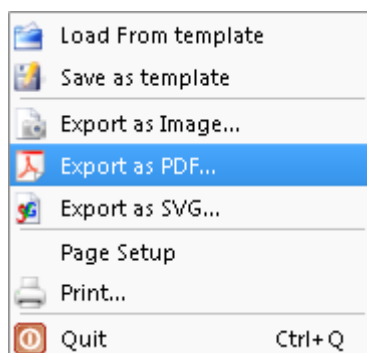 Load From template
Save as template
Export as Image...
Export as PDF...
Export as SVG...
Page Setup
Print...
Quit Ctrl+Q